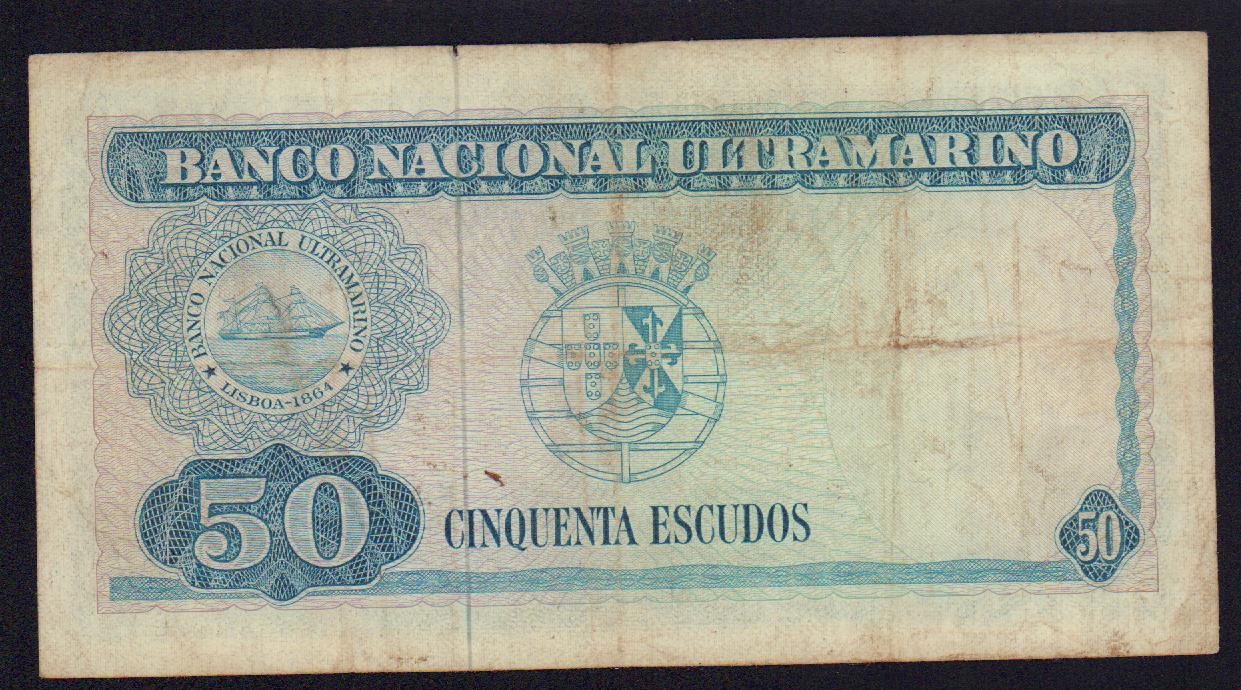 BANCO NACIONAL ULTRAMARINO
BANCO NACIONAL ULTRAMARINO
★ LISBOA-1864 ★
50
CINQUENTA ESCUDOS
50